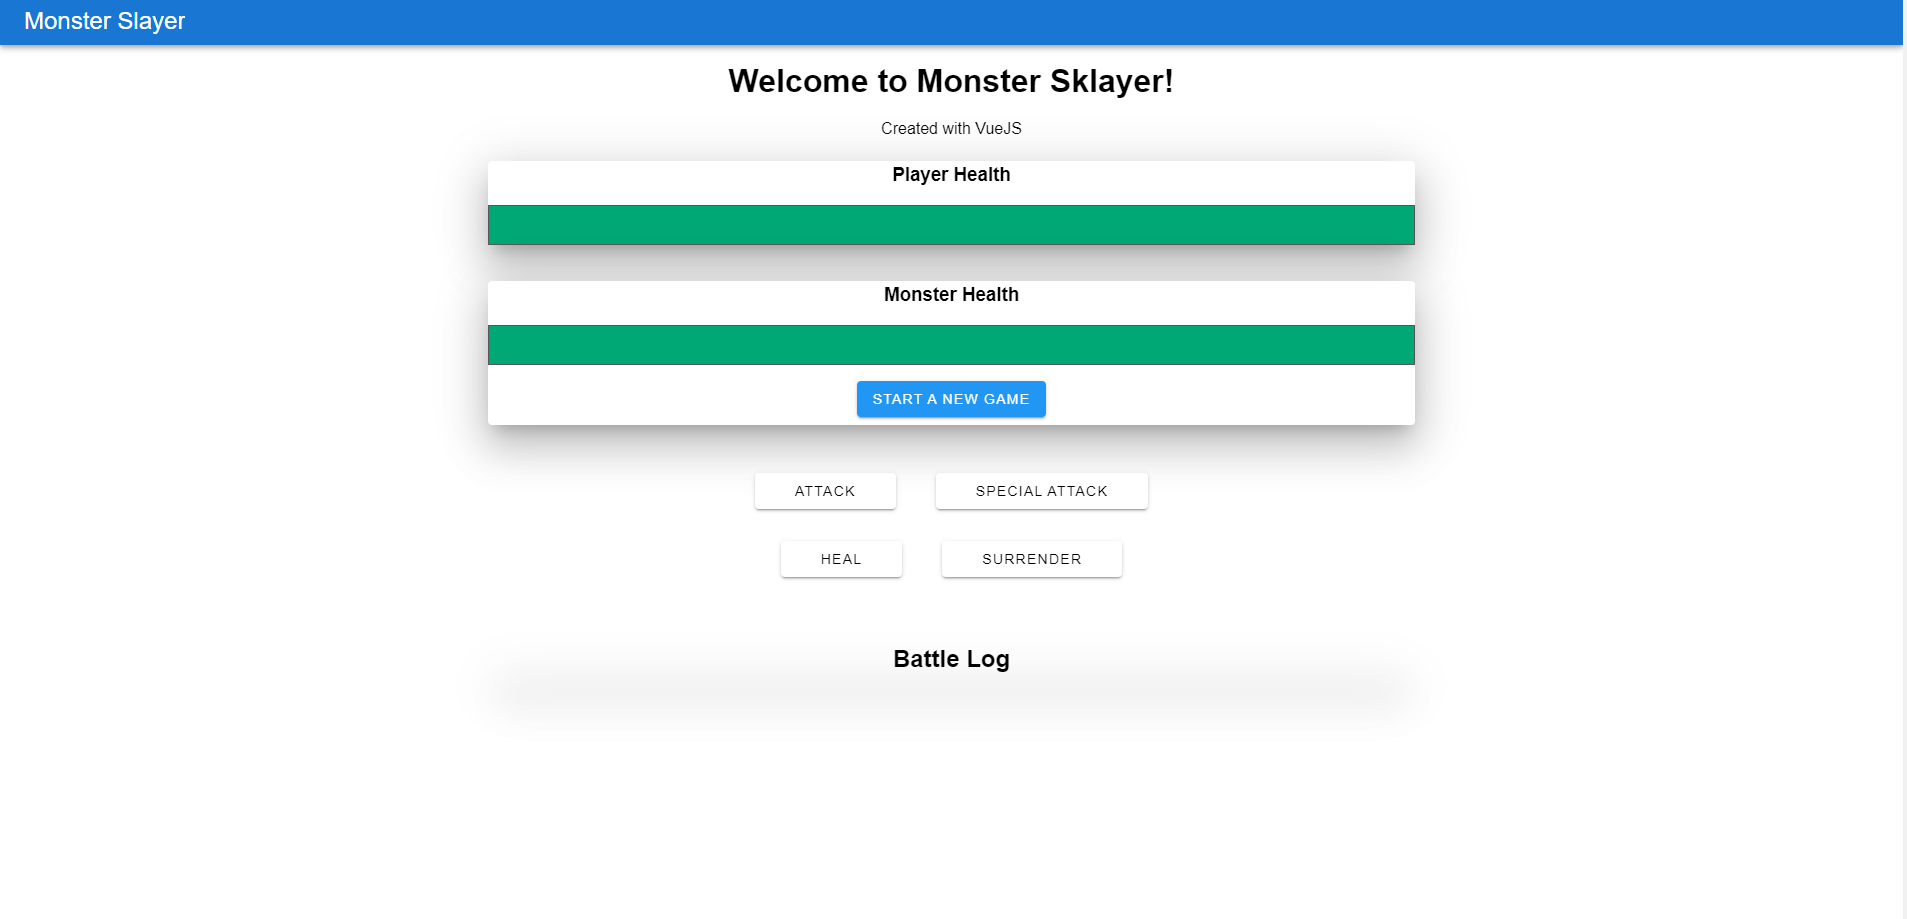 Monster Slayer
Welcome to Monster Sklayer!
Created with VueJS
Player Health
Monster Health
START A NEW GAME
ATTACK SPECIAL ATTACK
HEAL SURRENDER
Battle Log